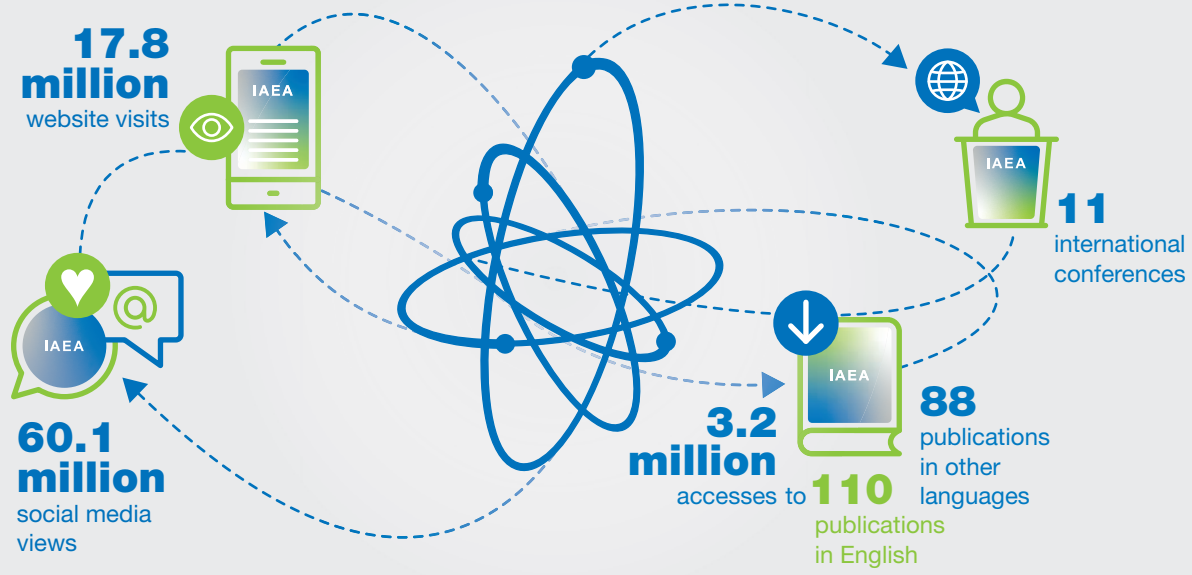 17.8
million
website visits
IAEA
IAEA
11
international
conferences
@
IAEA
60.1
million
social media
views
IAEA
3.2
million
accesses to 110
publications
in English
88
publications
in other
languages